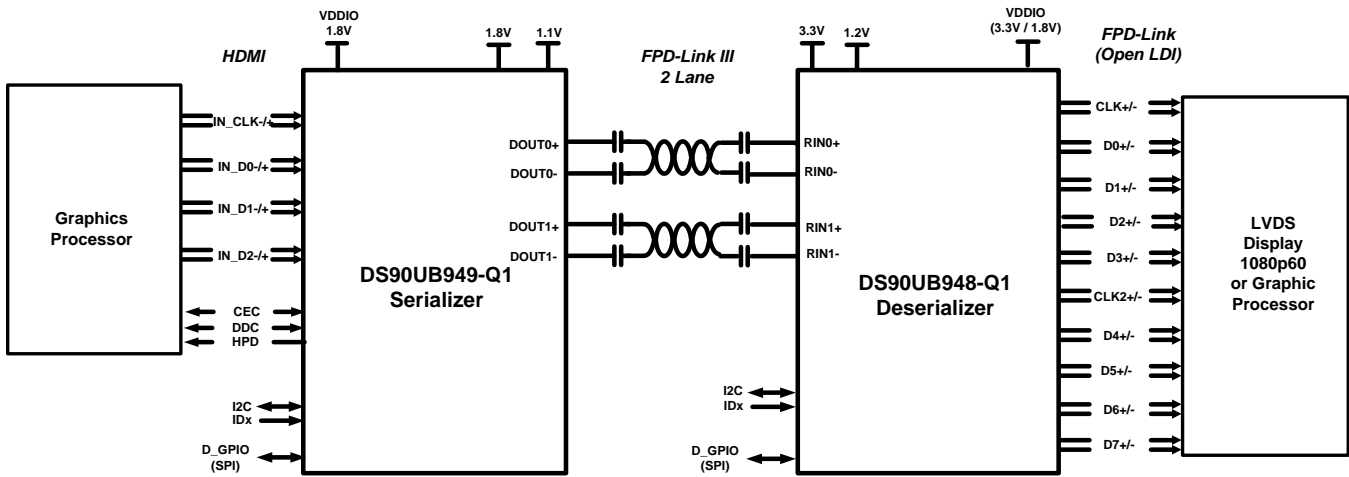 VDDIO
1.8V
1.8V
1.1V
3.3V
1.2V
VDDIO
(3.3V / 1.8V)
HDMI
FPD-Link III
2 Lane
FPD-Link
(Open LDI)
Graphics
Processor
IN_CLK-/+
IN_D0-/+
IN_D1-/+
IN_D2-/+
CEC
DDC
HPD
I2C
IDx
D_GPIO
(SPI)
DS90UB949-Q1
Serializer
DOUT0+
DOUT0-
DOUT1+
DOUT1-
RIN0+
RIN0-
RIN1+
RIN1-
DS90UB948-Q1
Deserializer
I2C
IDx
D_GPIO
(SPI)
CLK+/-
D0+/-
D1+/-
D2+/-
D3+/-
CLK2+/-
D4+/-
D5+/-
D6+/-
D7+/-
LVDS
Display
1080p60
or Graphic
Processor